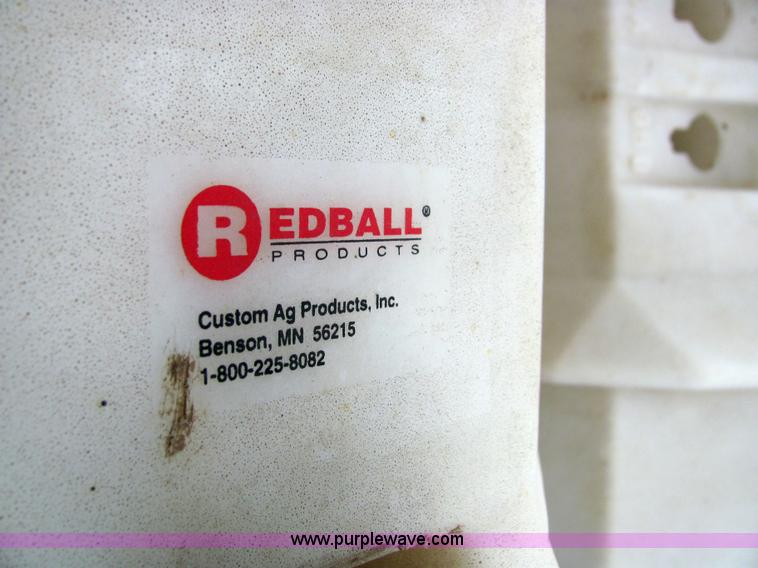 REDBALL®
PRODUCTS
Custom Ag Products, Inc.
Benson, MN 56215
1-800-225-8082
www.purplewave.com